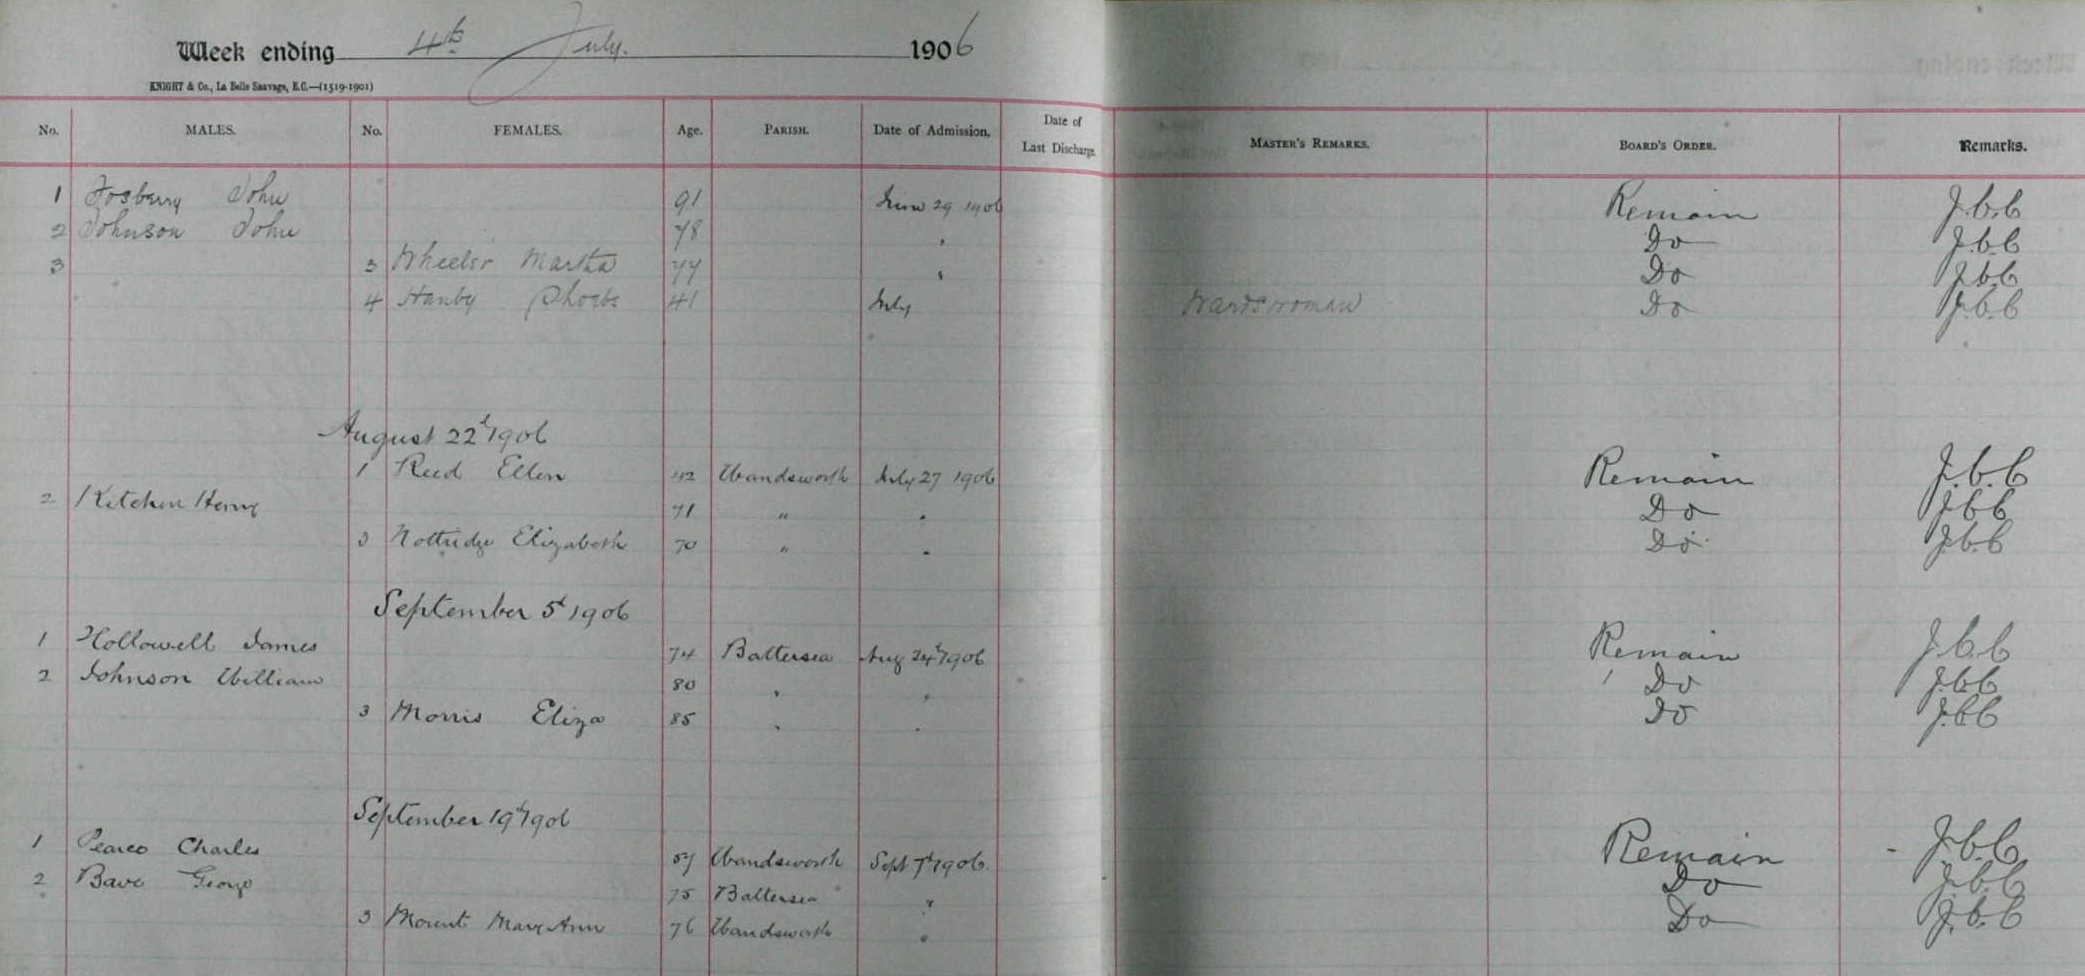 Week ending 4th July. 1906
KNIGHT & Co., La Belle Sauvage, E.C.—(1519-1901)
No. MALES. No. FEMALES. Age. PARISH. Date of Admission. Date of Last Discharge. MASTER'S REMARKS. BOARD'S ORDER. Remarks.
1 Fosberry John 91 June 29 1906 Remain J.C.C
2 Johnson John 78 " Do J.C.C
3 3 Wheeler Martha 77 " Do J.C.C
4 Hanby Phoebe 41 July Wardswoman Do J.C.C
August 22d 1906
1 Reed Ellen 42 Wandsworth July 27 1906 Remain J.C.C
2 Kitchen Henry 71 " " Do J.C.C
3 Nottridge Elizabeth 70 " " Do J.C.C
September 5th 1906
1 Hollowell James 74 Battersea Aug 24th 1906 Remain J.C.C
2 Johnson William 80 " " Do J.C.C
3 Morris Eliza 85 " " Do J.C.C
September 19th 1906
1 Pearce Charles 57 Wandsworth Sept 7th 1906. Remain J.C.C
2 Bave George 75 Battersea " Do J.C.C
3 Mount Mary Ann 76 Wandsworth " Do J.C.C